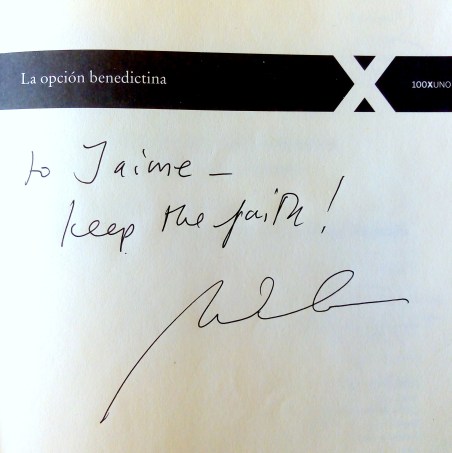 La opción benedictina
100XUNO
to Jaime –
keep the faith!